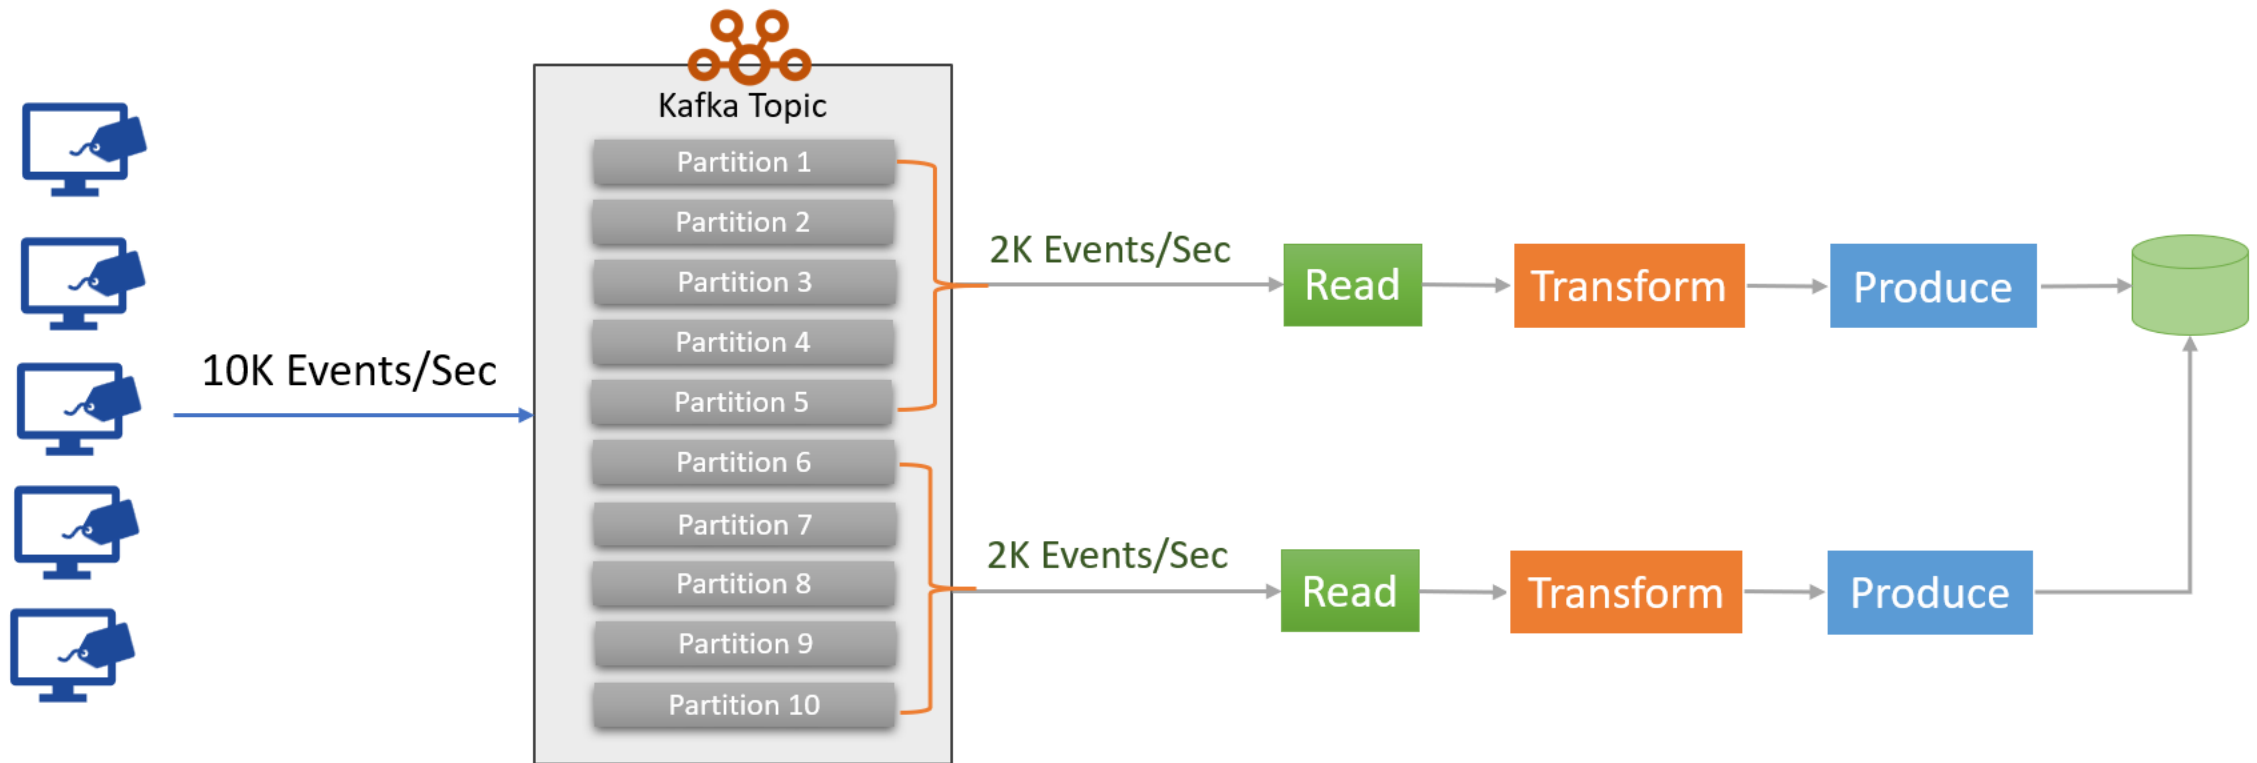 Kafka Topic
Partition 1
Partition 2
Partition 3
Partition 4
Partition 5
Partition 6
Partition 7
Partition 8
Partition 9
Partition 10
10K Events/Sec
2K Events/Sec
Read
Transform
Produce
2K Events/Sec
Read
Transform
Produce